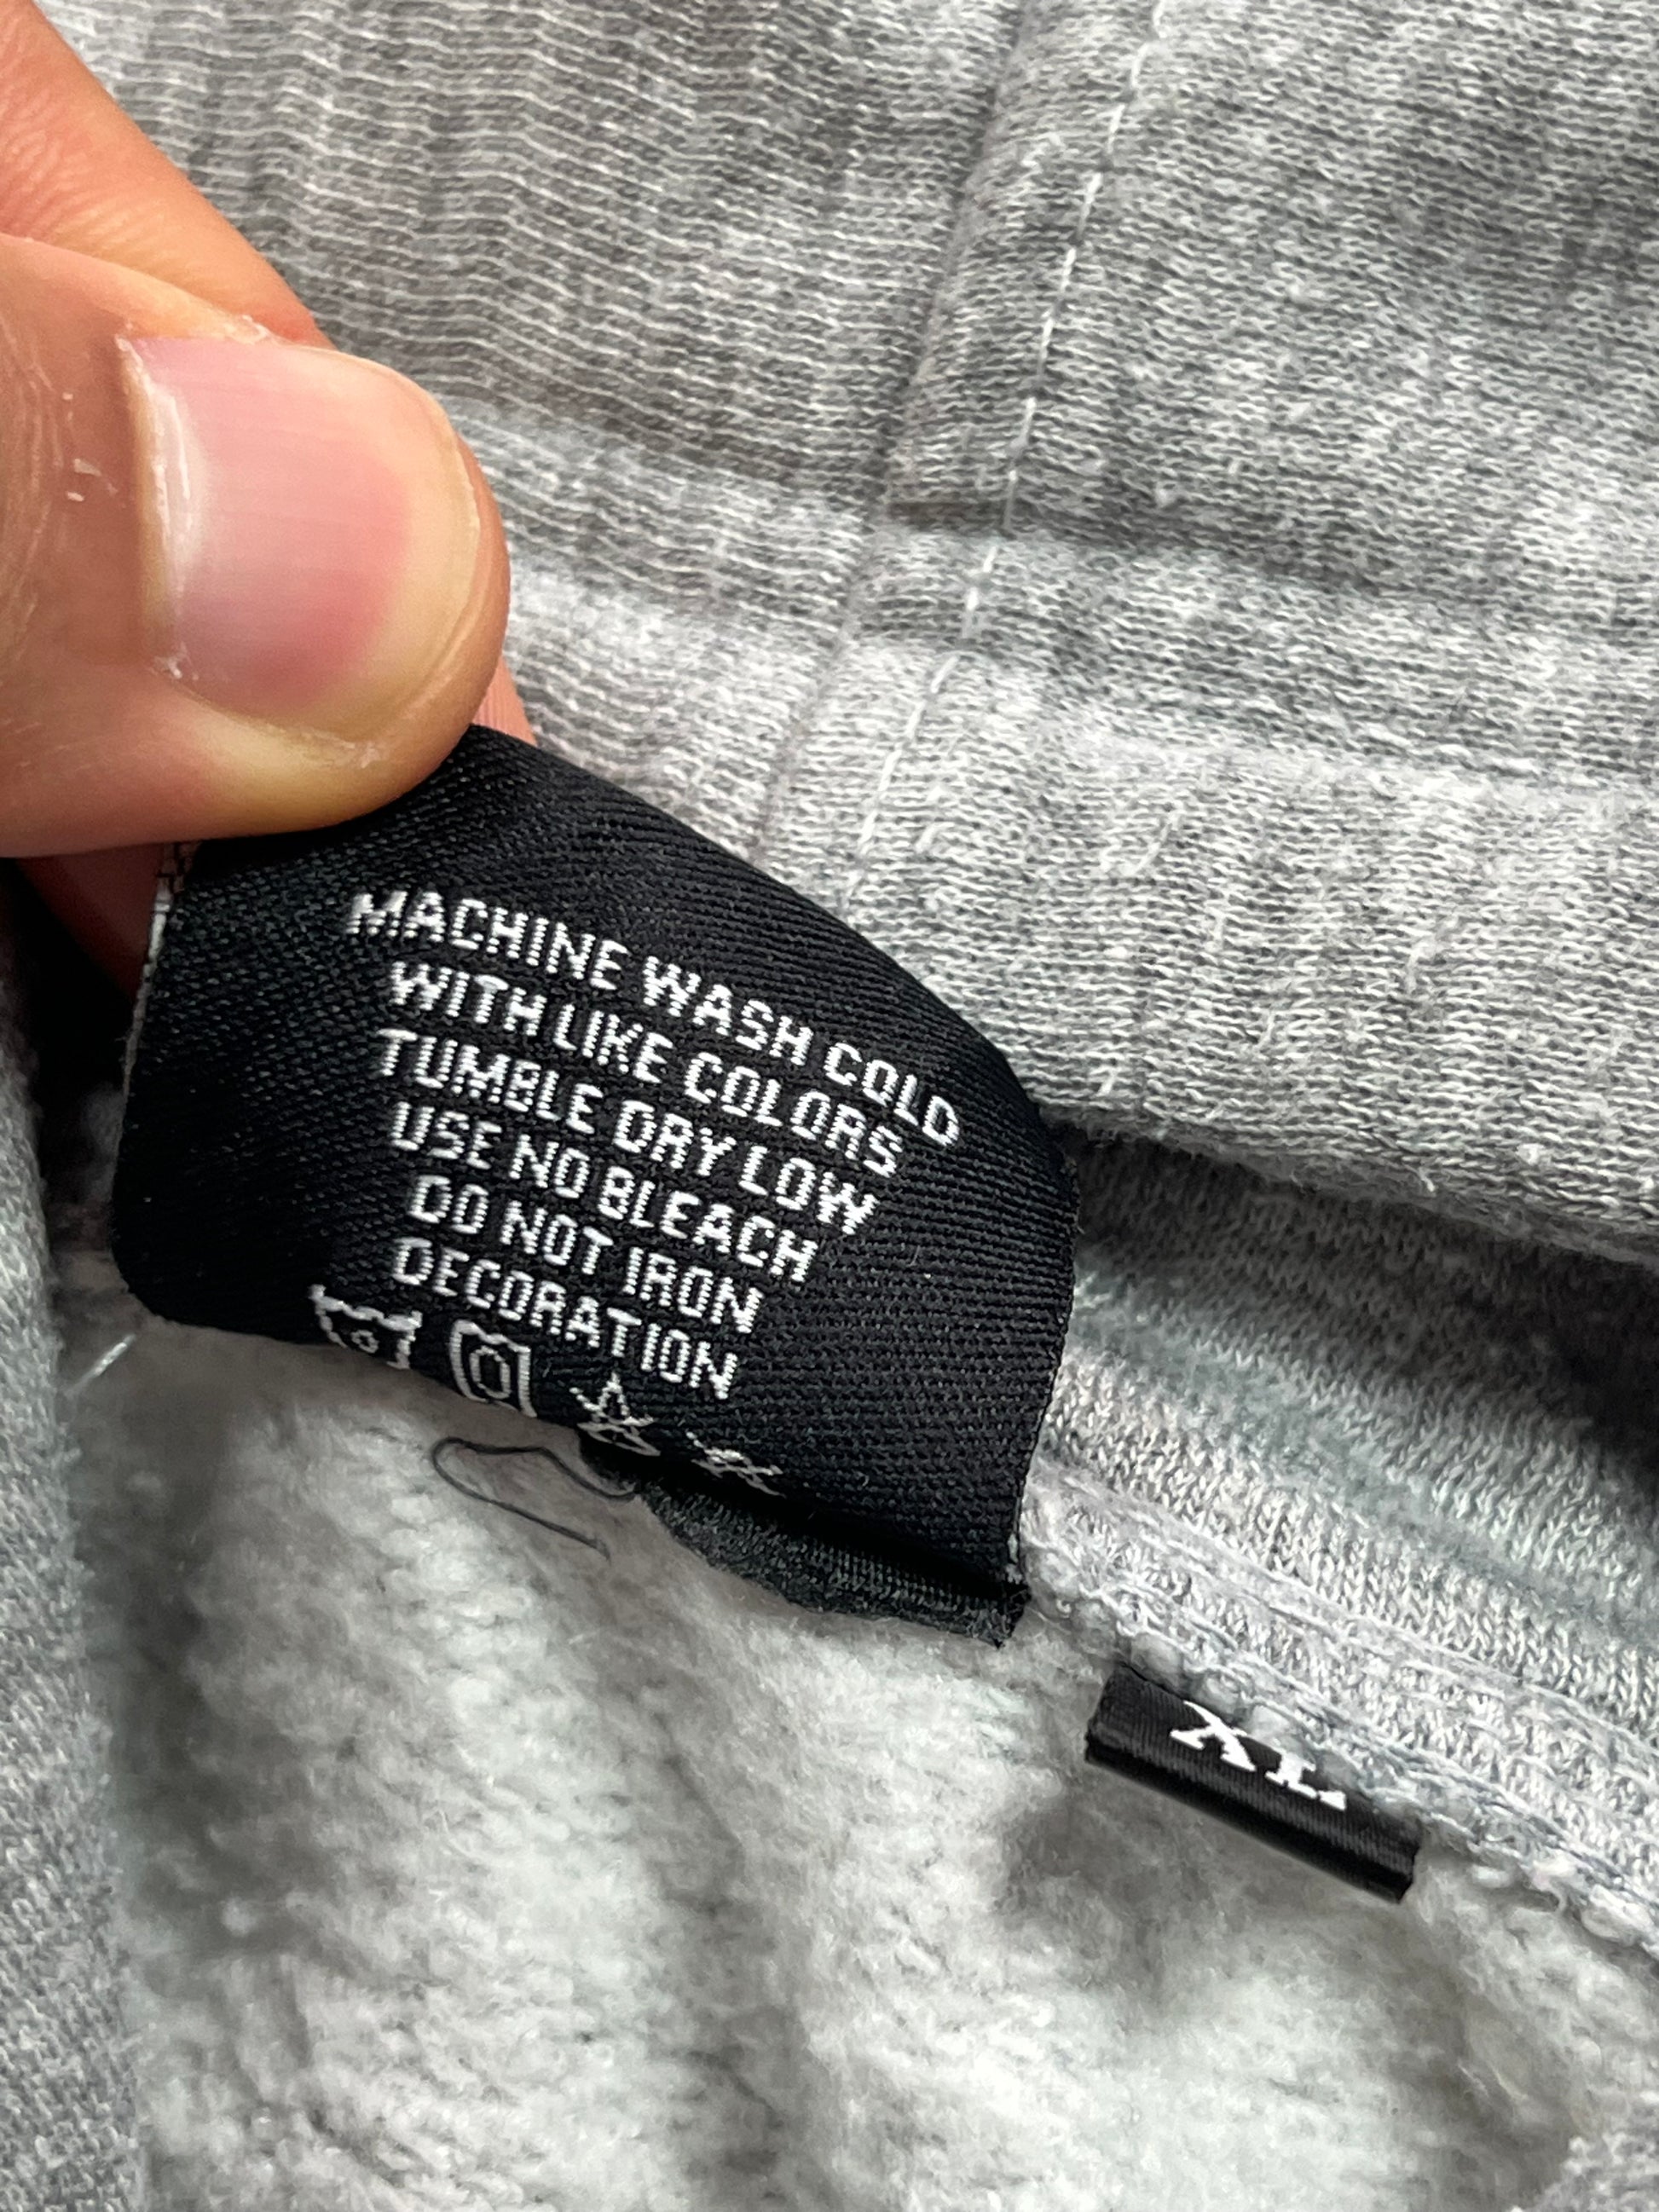 MACHINE WASH COLD
WITH LIKE COLORS
TUMBLE DRY LOW
USE NO BLEACH
DO NOT IRON
DECORATION
XL